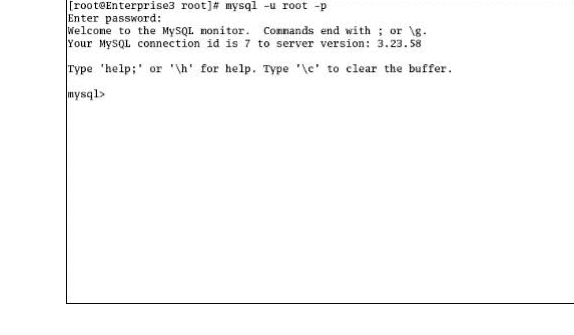 [root@Enterprise3 root]# mysql -u root -p
Enter password:
Welcome to the MySQL monitor.  Commands end with ; or \g.
Your MySQL connection id is 7 to server version: 3.23.58
Type 'help;' or '\h' for help. Type '\c' to clear the buffer.
mysql>